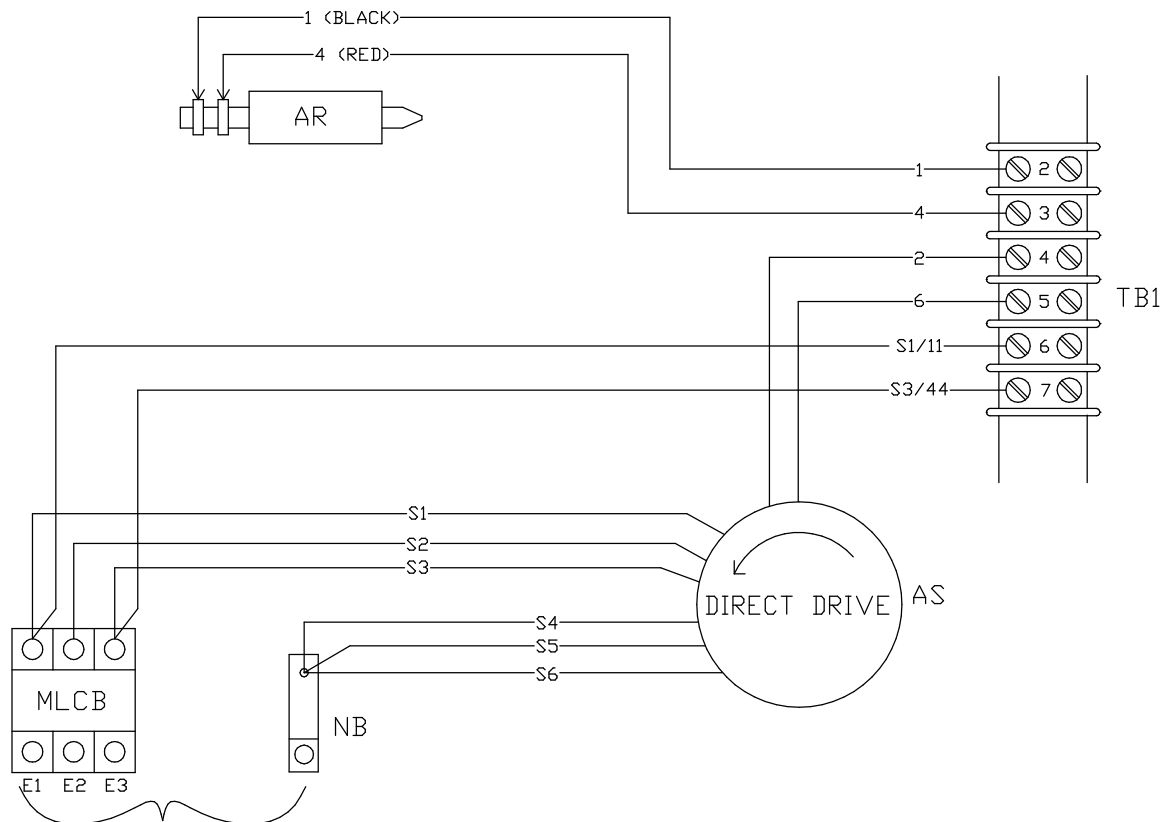 1 (BLACK)
4 (RED)
AR
1
2
4
3
2
4
6
5
TB1
S1/11
6
S3/44
7
S1
S2
S3
DIRECT DRIVE
AS
S4
S5
S6
MLCB
NB
E1 E2 E3